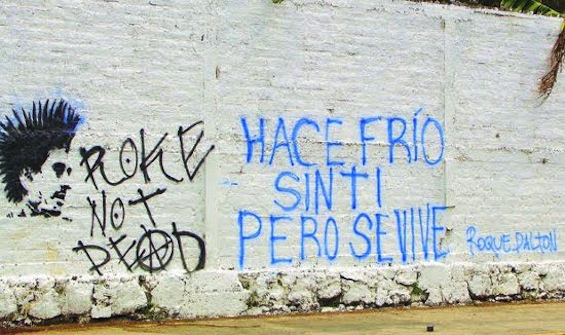 ROKE
NOT
DEAD
HACE FRÍO
SIN TI
PERO SE VIVE
ROQUE DALTON